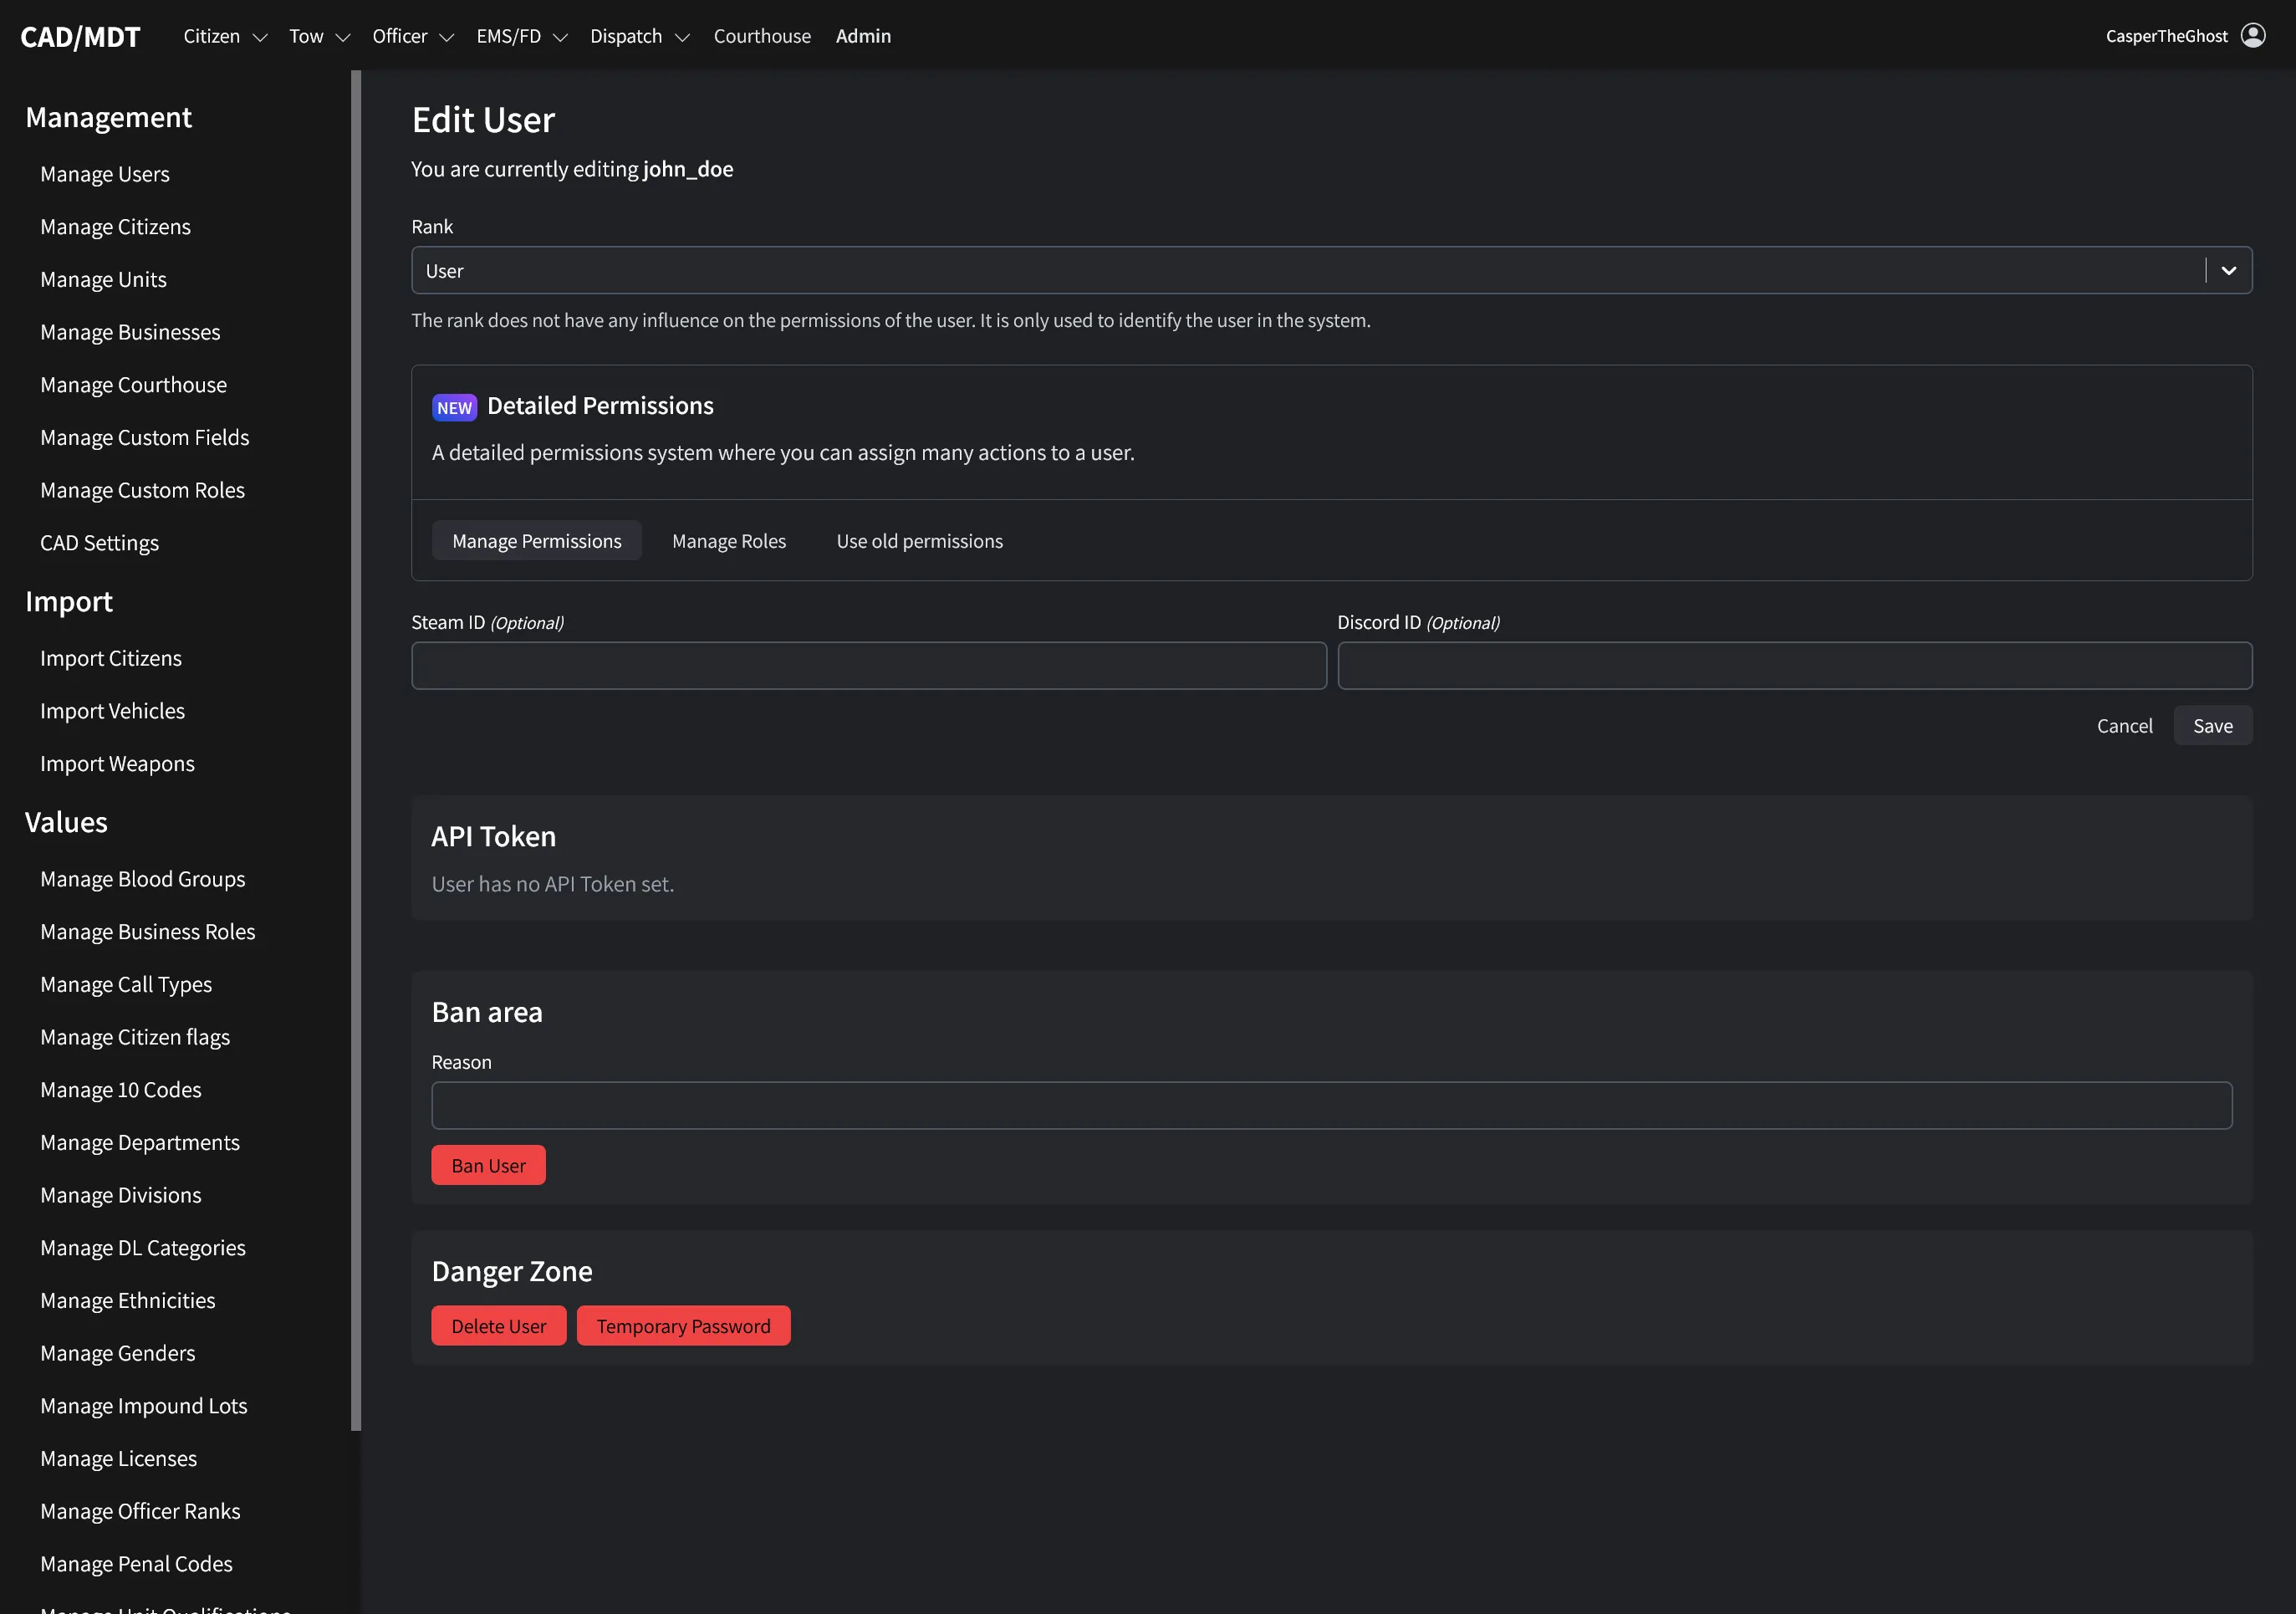 CAD/MDT
Citizen
Tow
Officer
EMS/FD
Dispatch
Courthouse
Admin
CasperTheGhost
Management
Manage Users
Manage Citizens
Manage Units
Manage Businesses
Manage Courthouse
Manage Custom Fields
Manage Custom Roles
CAD Settings
Import
Import Citizens
Import Vehicles
Import Weapons
Values
Manage Blood Groups
Manage Business Roles
Manage Call Types
Manage Citizen flags
Manage 10 Codes
Manage Departments
Manage Divisions
Manage DL Categories
Manage Ethnicities
Manage Genders
Manage Impound Lots
Manage Licenses
Manage Officer Ranks
Manage Penal Codes
Manage Unit Qualifications
Edit User
You are currently editing john_doe
Rank
User
The rank does not have any influence on the permissions of the user. It is only used to identify the user in the system.
NEW Detailed Permissions
A detailed permissions system where you can assign many actions to a user.
Manage Permissions
Manage Roles
Use old permissions
Steam ID (Optional)
Discord ID (Optional)
Cancel
Save
API Token
User has no API Token set.
Ban area
Reason
Ban User
Danger Zone
Delete User
Temporary Password